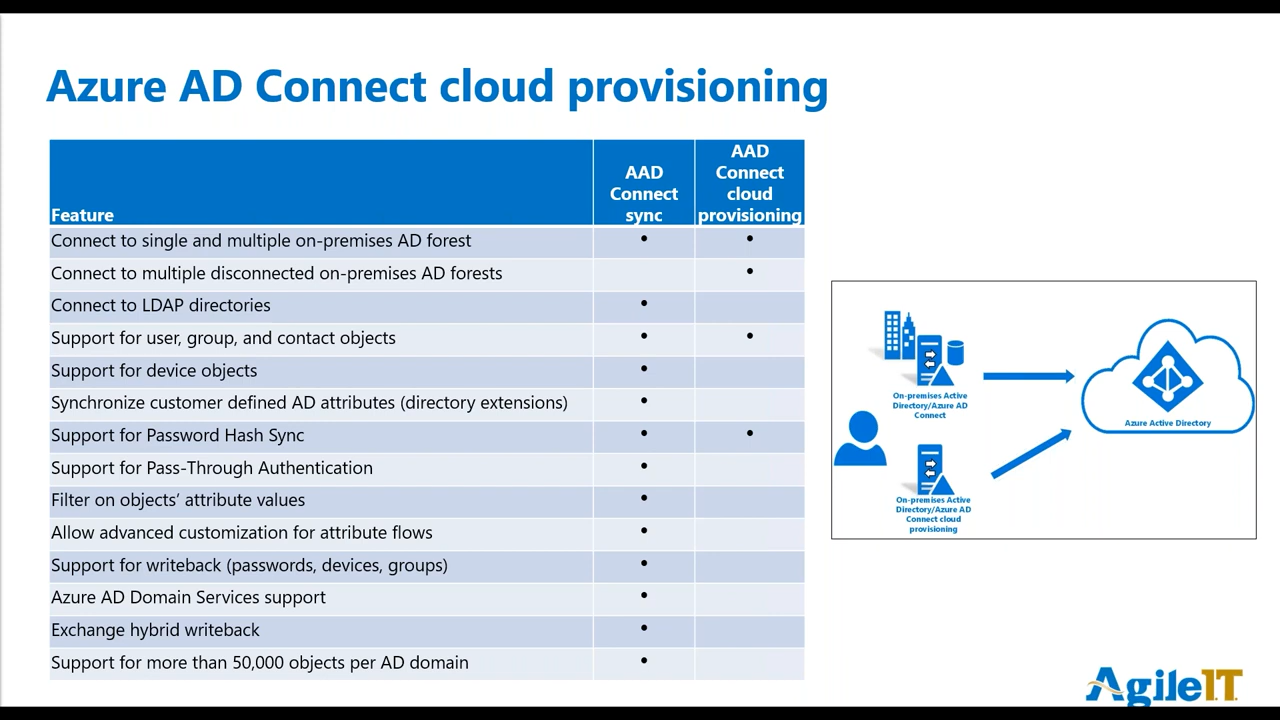 Azure AD Connect cloud provisioning
Feature
AAD
Connect
sync
AAD
Connect
cloud
provisioning
Connect to single and multiple on-premises AD forest • •
Connect to multiple disconnected on-premises AD forests •
Connect to LDAP directories •
Support for user, group, and contact objects • •
Support for device objects •
Synchronize customer defined AD attributes (directory extensions) •
Support for Password Hash Sync • •
Support for Pass-Through Authentication •
Filter on objects‘ attribute values •
Allow advanced customization for attribute flows •
Support for writeback (passwords, devices, groups) •
Azure AD Domain Services support •
Exchange hybrid writeback •
Support for more than 50,000 objects per AD domain •
On-premises Active
Directory/Azure AD
Connect
Azure Active Directory
On-premises Active
Directory/Azure AD
Connect cloud
provisioning
AgileI.T.